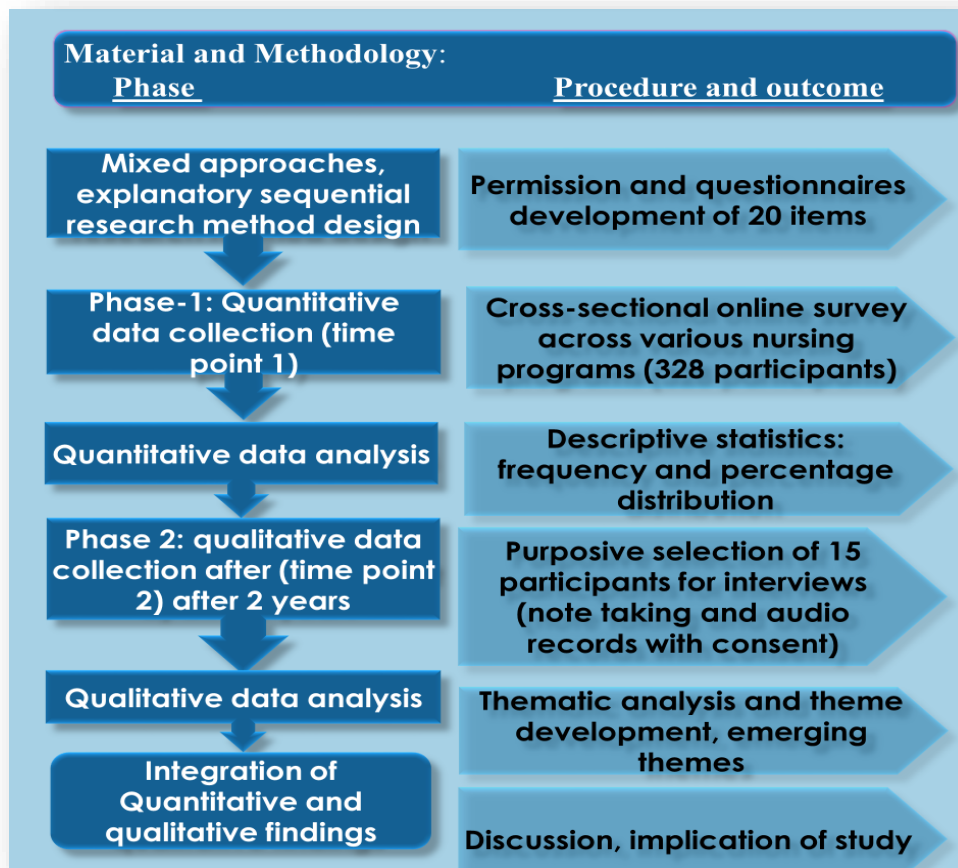 Material and Methodology:
Phase Procedure and outcome
Mixed approaches,
explanatory sequential
research method design
Permission and questionnaires
development of 20 items
Phase-1: Quantitative
data collection (time
point 1)
Cross-sectional online survey
across various nursing
programs (328 participants)
Quantitative data analysis
Descriptive statistics:
frequency and percentage
distribution
Phase 2: qualitative data
collection after (time point
2) after 2 years
Purposive selection of 15
participants for interviews
(note taking and audio
records with consent)
Qualitative data analysis
Thematic analysis and theme
development, emerging
themes
Integration of
Quantitative and
qualitative findings
Discussion, implication of study